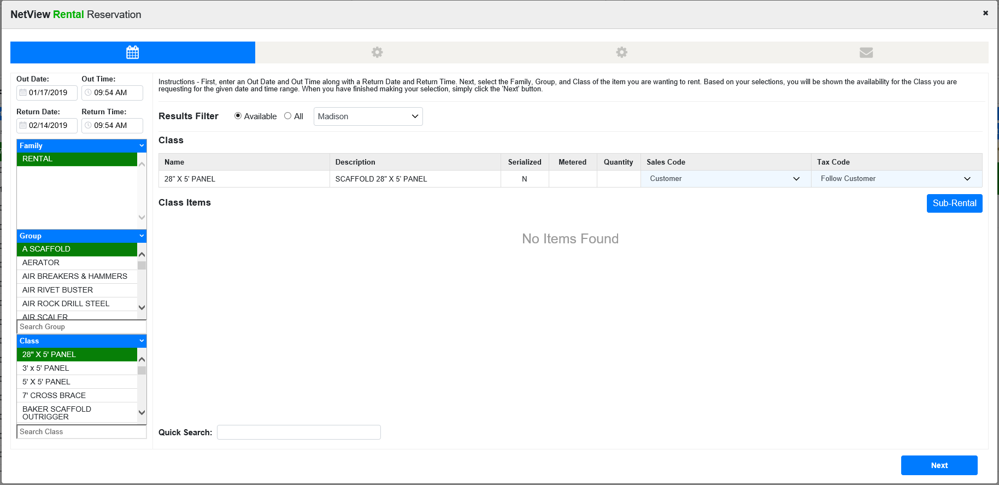 NetView Rental Reservation
Out Date:
Out Time:
01/17/2019
09:54 AM
Return Date:
Return Time:
02/14/2019
09:54 AM
Family
RENTAL
Group
A SCAFFOLD
AERATOR
AIR BREAKERS & HAMMERS
AIR RIVET BUSTER
AIR ROCK DRILL STEEL
AIR SCALER
Search Group
Class
28" X 5' PANEL
3' x 5' PANEL
5' X 5' PANEL
7' CROSS BRACE
BAKER SCAFFOLD
OUTRIGGER
Search Class
Instructions - First, enter an Out Date and Out Time along with a Return Date and Return Time. Next, select the Family, Group, and Class of the item you are wanting to rent. Based on your selections, you will be shown the availability for the Class you are
requesting for the given date and time range. When you have finished making your selection, simply click the 'Next' button.
Results Filter
Available
All
Madison
Class
Name
Description
Serialized
Metered
Quantity
Sales Code
Tax Code
28" X 5' PANEL
SCAFFOLD 28" X 5' PANEL
N
Customer
Follow Customer
Class Items
Sub-Rental
No Items Found
Quick Search:
Next